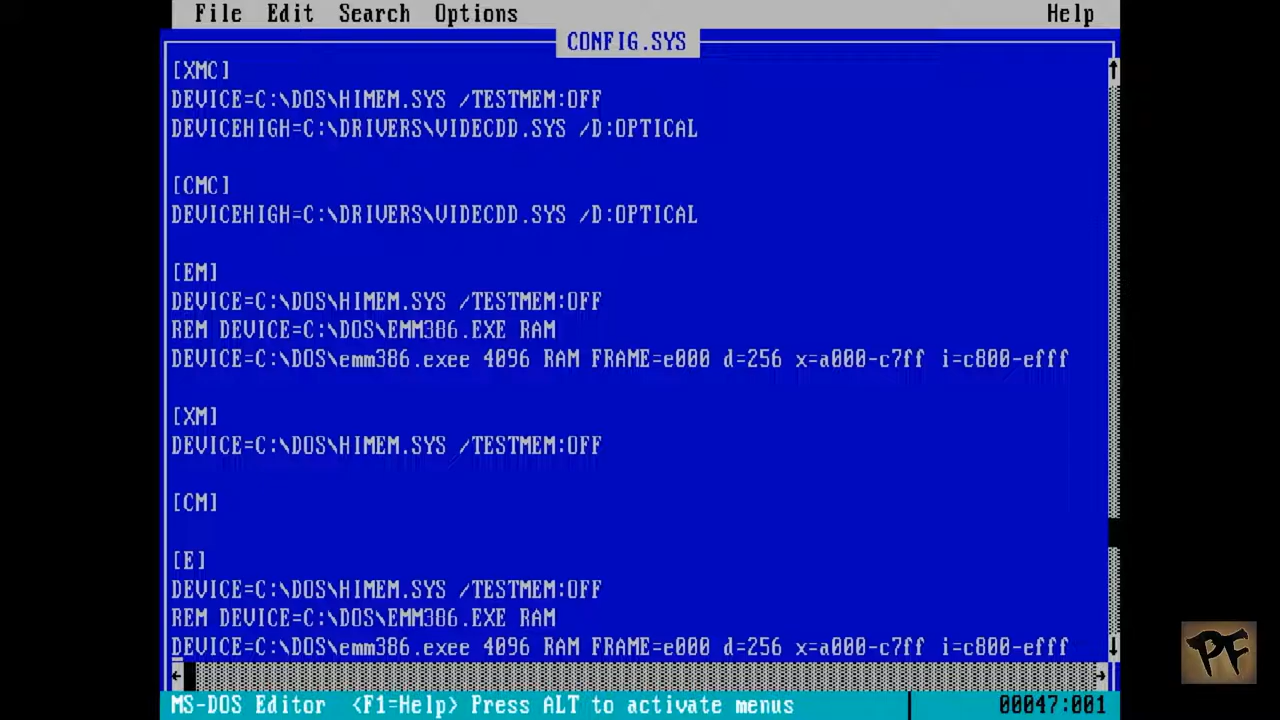 File Edit Search Options Help
CONFIG.SYS
[XMC]
DEVICE=C:\DOS\HIMEM.SYS /TESTMEM:OFF
DEVICEHIGH=C:\DRIVERS\VIDECDD.SYS /D:OPTICAL
[CMC]
DEVICEHIGH=C:\DRIVERS\VIDECDD.SYS /D:OPTICAL
[EM]
DEVICE=C:\DOS\HIMEM.SYS /TESTMEM:OFF
REM DEVICE=C:\DOS\EMM386.EXE RAM
DEVICE=C:\DOS\emm386.exee 4096 RAM FRAME=e000 d=256 x=a000-c7ff i=c800-efff
[XM]
DEVICE=C:\DOS\HIMEM.SYS /TESTMEM:OFF
[CM]
[E]
DEVICE=C:\DOS\HIMEM.SYS /TESTMEM:OFF
REM DEVICE=C:\DOS\EMM386.EXE RAM
DEVICE=C:\DOS\emm386.exee 4096 RAM FRAME=e000 d=256 x=a000-c7ff i=c800-efff
MS-DOS Editor <F1=Help> Press ALT to activate menus 00047:001
PF